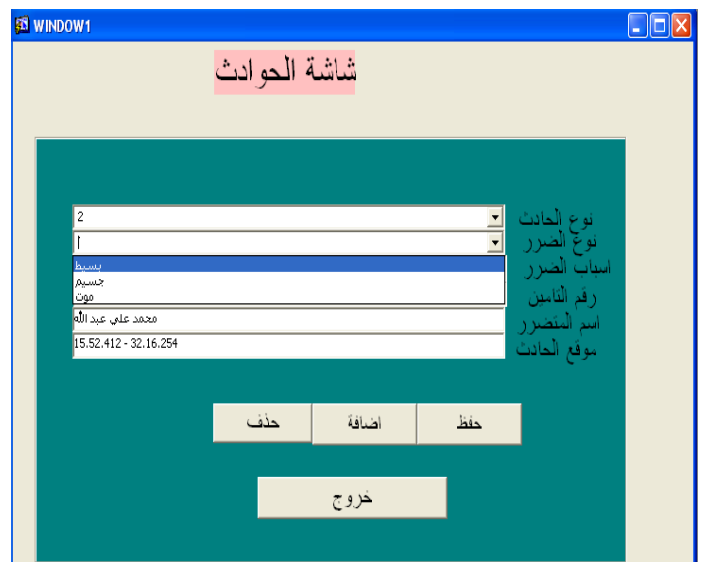 WINDOW1
شاشة الحوادث
نوع الحادث
2
نوع الضرر
أ
اسباب الضرر
بسيط
جسيم
رقم التامين
موت
اسم المتضرر
محمد علي عبد الله
موقع الحادث
15.52.412 - 32.16.254
حفظ
اضافة
حذف
خروج